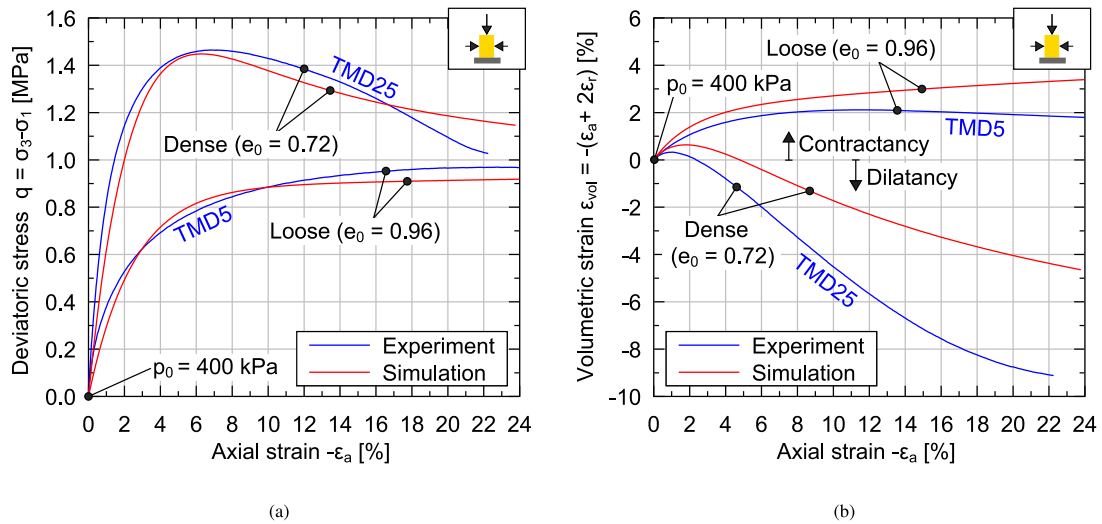 Deviatoric stress q = σ₃-σ₁ [MPa]
1.6
1.4
1.2
1.0
0.8
0.6
0.4
0.2
0.0
TMD25
Dense (e₀ = 0.72)
TMD5
Loose (e₀ = 0.96)
p₀ = 400 kPa
Experiment
Simulation
0 2 4 6 8 10 12 14 16 18 20 22 24
Axial strain -εₐ [%]
(a)
Volumetric strain εvol = -(εₐ+ 2εᵣ) [%]
6
4
2
0
-2
-4
-6
-8
-10
Loose (e₀ = 0.96)
p₀ = 400 kPa
TMD5
Contractancy
Dilatancy
Dense
(e₀ = 0.72)
TMD25
Experiment
Simulation
0 2 4 6 8 10 12 14 16 18 20 22 24
Axial strain -εₐ [%]
(b)